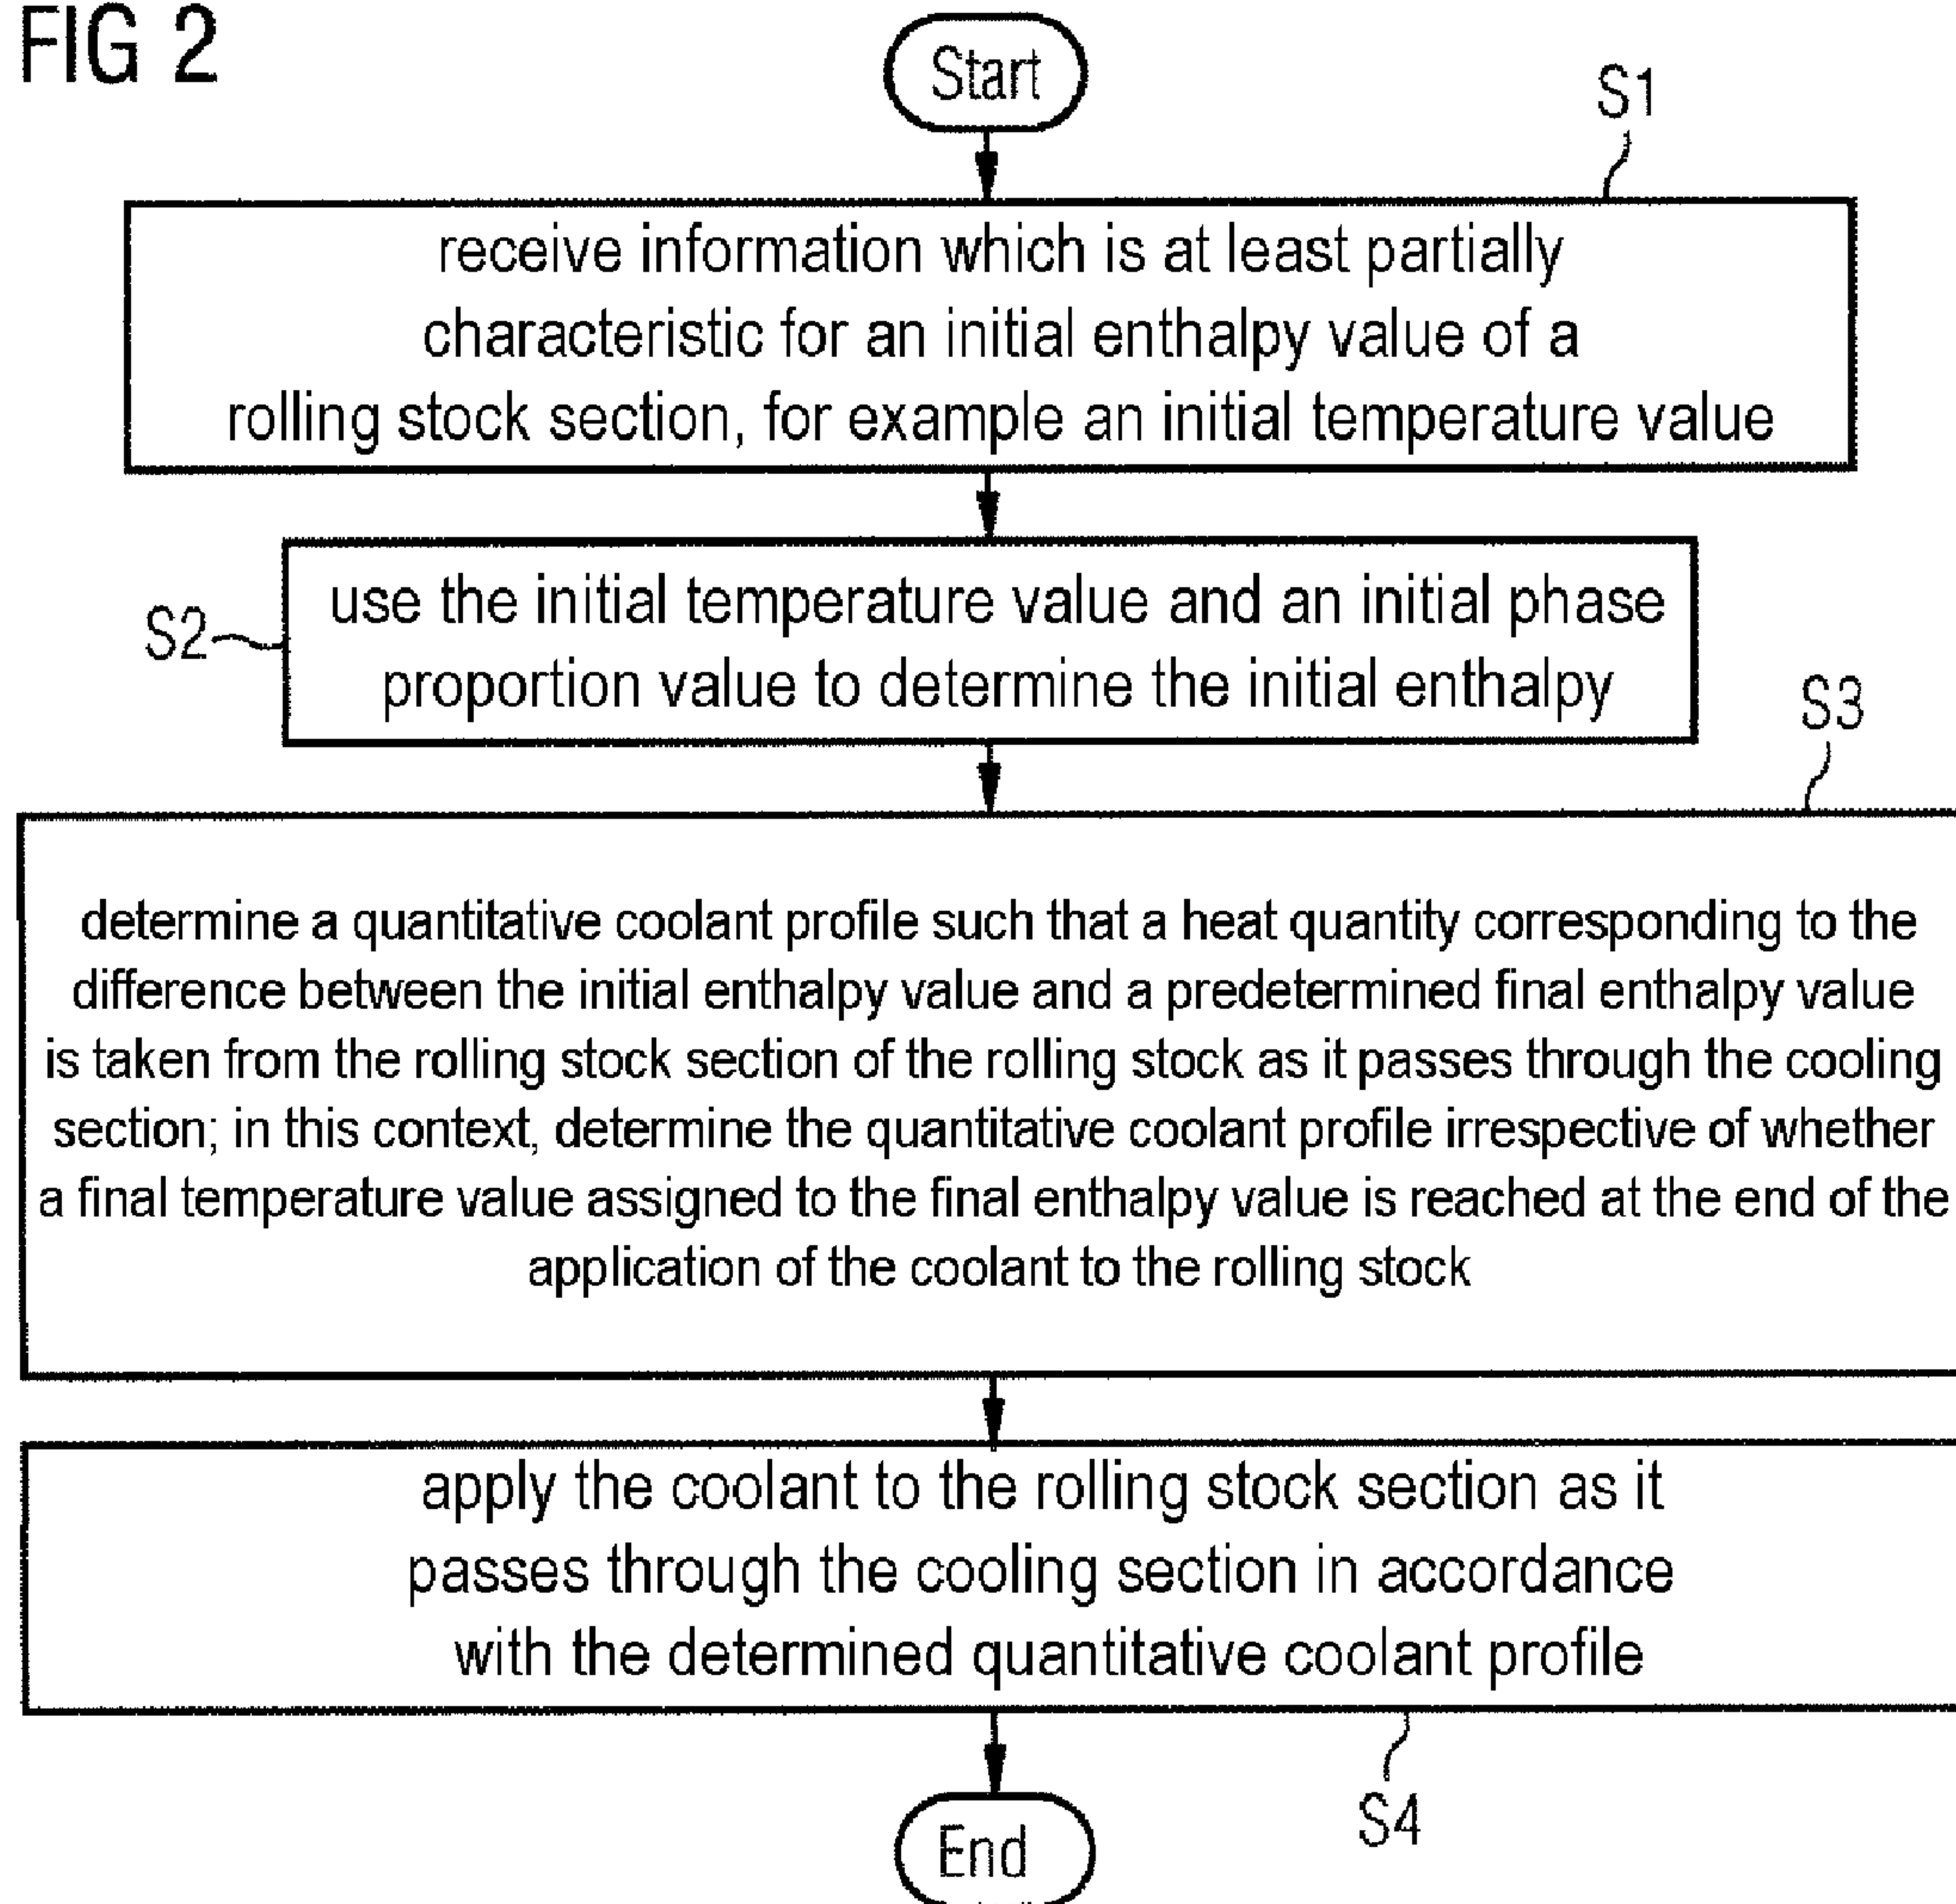 FIG 2
Start
S1
receive information which is at least partially
characteristic for an initial enthalpy value of a
rolling stock section, for example an initial temperature value
use the initial temperature value and an initial phase
S2
proportion value to determine the initial enthalpy
S3
determine a quantitative coolant profile such that a heat quantity corresponding to the
difference between the initial enthalpy value and a predetermined final enthalpy value
is taken from the rolling stock section of the rolling stock as it passes through the cooling
section; in this context, determine the quantitative coolant profile irrespective of whether
a final temperature value assigned to the final enthalpy value is reached at the end of the
application of the coolant to the rolling stock
apply the coolant to the rolling stock section as it
passes through the cooling section in accordance
with the determined quantitative coolant profile
S4
End